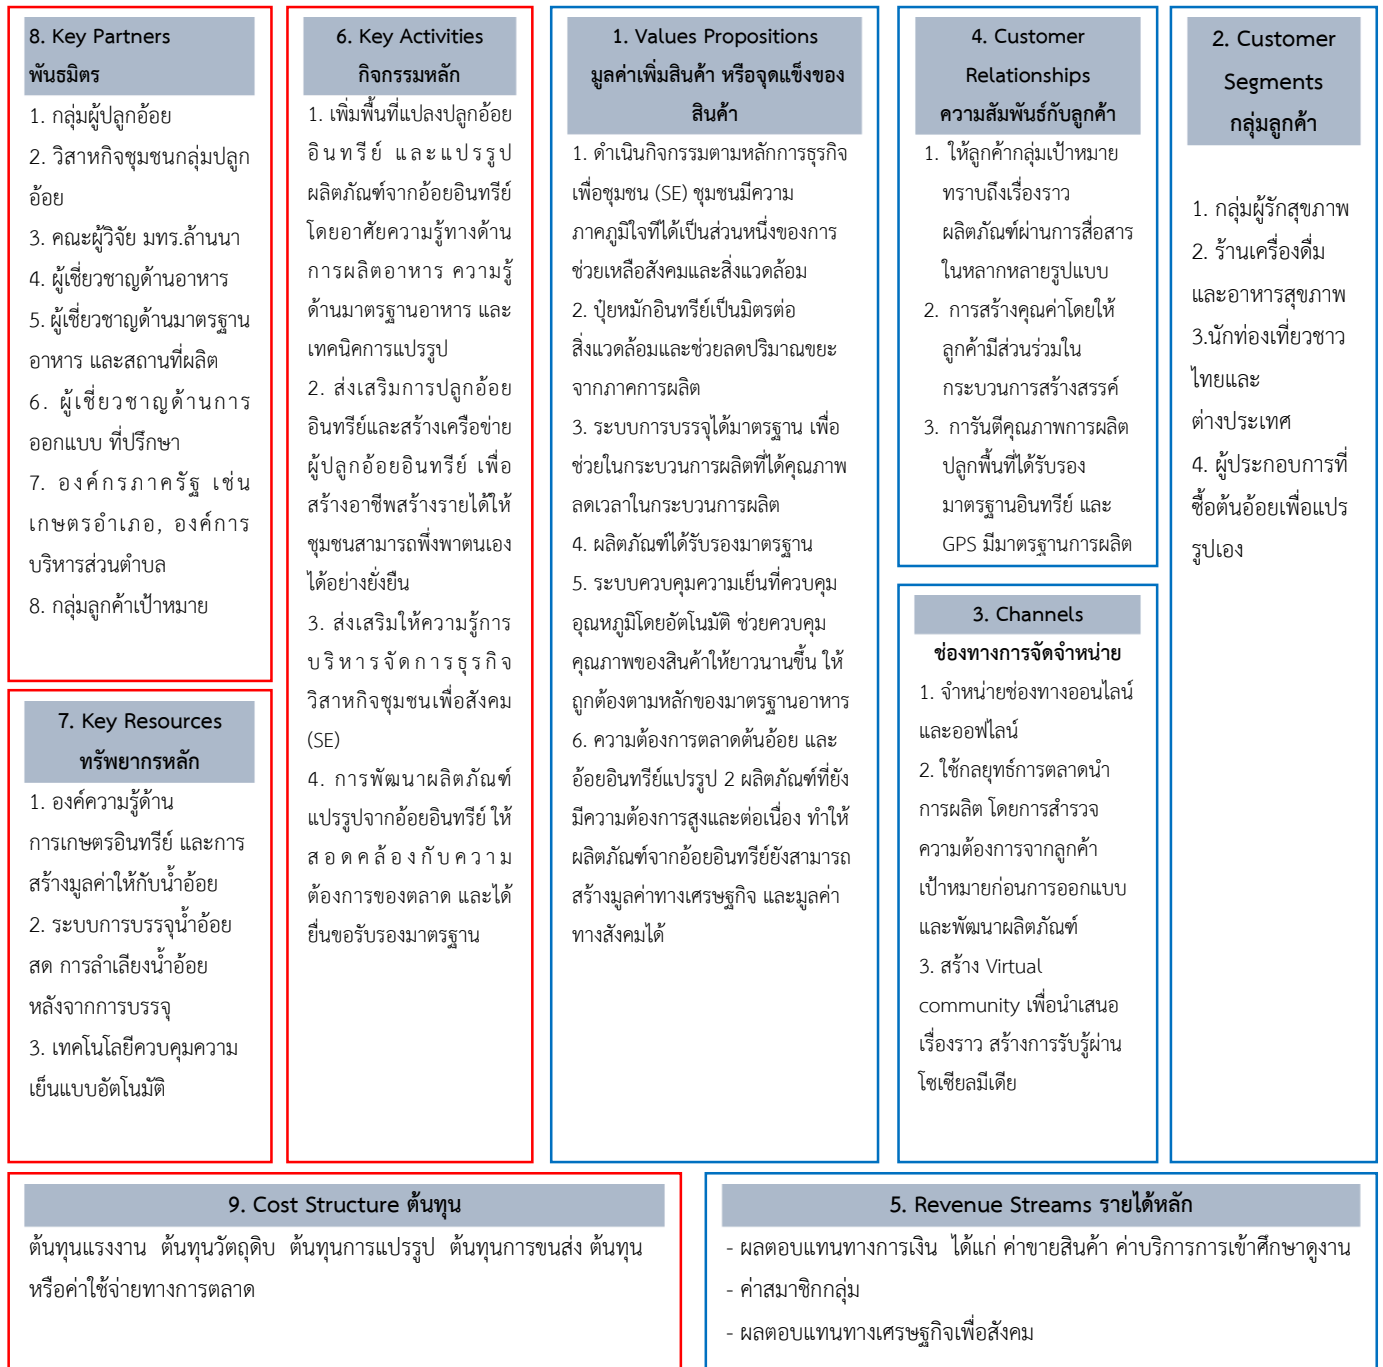 8. Key Partners
พันธมิตร
1. กลุ่มผู้ปลูกอ้อย
2. วิสาหกิจชุมชนกลุ่มปลูก
อ้อย
3. คณะผู้วิจัย มทร.ล้านนา
4. ผู้เชี่ยวชาญด้านอาหาร
5. ผู้เชี่ยวชาญด้านมาตรฐาน
อาหาร และสถานที่ผลิต
6. ผู้เชี่ยวชาญด้านการ
ออกแบบ ที่ปรึกษา
7. องค์กรภาครัฐ เช่น
เกษตรอำเภอ, องค์การ
บริหารส่วนตำบล
8. กลุ่มลูกค้าเป้าหมาย
7. Key Resources
ทรัพยากรหลัก
1. องค์ความรู้ด้าน
การเกษตรอินทรีย์ และการ
สร้างมูลค่าให้กับน้ำอ้อย
2. ระบบการบรรจุน้ำอ้อย
สด การลำเลียงน้ำอ้อย
หลังจากการบรรจุ
3. เทคโนโลยีควบคุมความ
เย็นแบบอัตโนมัติ
6. Key Activities
กิจกรรมหลัก
1. เพิ่มพื้นที่แปลงปลูกอ้อย
อินทรีย์ และแปรรูป
ผลิตภัณฑ์จากอ้อยอินทรีย์
โดยอาศัยความรู้ทางด้าน
การผลิตอาหาร ความรู้
ด้านมาตรฐานอาหาร และ
เทคนิคการแปรรูป
2. ส่งเสริมการปลูกอ้อย
อินทรีย์และสร้างเครือข่าย
ผู้ปลูกอ้อยอินทรีย์ เพื่อ
สร้างอาชีพสร้างรายได้ให้
ชุมชนสามารถพึ่งพาตนเอง
ได้อย่างยั่งยืน
3. ส่งเสริมให้ความรู้การ
บริหารจัดการธุรกิจ
วิสาหกิจชุมชนเพื่อสังคม
(SE)
4. การพัฒนาผลิตภัณฑ์
แปรรูปจากอ้อยอินทรีย์ ให้
สอดคล้องกับความ
ต้องการของตลาด และได้
ยื่นขอรับรองมาตรฐาน
1. Values Propositions
มูลค่าเพิ่มสินค้า หรือจุดแข็งของ
สินค้า
1. ดำเนินกิจกรรมตามหลักการธุรกิจ
เพื่อชุมชน (SE) ชุมชนมีความ
ภาคภูมิใจที่ได้เป็นส่วนหนึ่งของการ
ช่วยเหลือสังคมและสิ่งแวดล้อม
2. ปุ๋ยหมักอินทรีย์เป็นมิตรต่อ
สิ่งแวดล้อมและช่วยลดปริมาณขยะ
จากภาคการผลิต
3. ระบบการบรรจุได้มาตรฐาน เพื่อ
ช่วยในกระบวนการผลิตที่ได้คุณภาพ
ลดเวลาในกระบวนการผลิต
4. ผลิตภัณฑ์ได้รับรองมาตรฐาน
5. ระบบควบคุมความเย็นที่ควบคุม
อุณหภูมิโดยอัตโนมัติ ช่วยควบคุม
คุณภาพของสินค้าให้ยาวนานขึ้น ให้
ถูกต้องตามหลักของมาตรฐานอาหาร
6. ความต้องการตลาดต้นอ้อย และ
อ้อยอินทรีย์แปรรูป 2 ผลิตภัณฑ์ที่ยัง
มีความต้องการสูงและต่อเนื่อง ทำให้
ผลิตภัณฑ์จากอ้อยอินทรีย์ยังสามารถ
สร้างมูลค่าทางเศรษฐกิจ และมูลค่า
ทางสังคมได้
4. Customer
Relationships
ความสัมพันธ์กับลูกค้า
1. ให้ลูกค้ากลุ่มเป้าหมาย
ทราบถึงเรื่องราว
ผลิตภัณฑ์ผ่านการสื่อสาร
ในหลากหลายรูปแบบ
2. การสร้างคุณค่าโดยให้
ลูกค้ามีส่วนร่วมใน
กระบวนการสร้างสรรค์
3. การันตีคุณภาพการผลิต
ปลูกพื้นที่ได้รับรอง
มาตรฐานอินทรีย์ และ
GPS มีมาตรฐานการผลิต
3. Channels
ช่องทางการจัดจำหน่าย
1. จำหน่ายช่องทางออนไลน์
และออฟไลน์
2. ใช้กลยุทธ์การตลาดนำ
การผลิต โดยการสำรวจ
ความต้องการจากลูกค้า
เป้าหมายก่อนการออกแบบ
และพัฒนาผลิตภัณฑ์
3. สร้าง Virtual
community เพื่อนำเสนอ
เรื่องราว สร้างการรับรู้ผ่าน
โซเชียลมีเดีย
2. Customer
Segments
กลุ่มลูกค้า
1. กลุ่มผู้รักสุขภาพ
2. ร้านเครื่องดื่ม
และอาหารสุขภาพ
3.นักท่องเที่ยวชาว
ไทยและ
ต่างประเทศ
4. ผู้ประกอบการที่
ซื้อต้นอ้อยเพื่อแปร
รูปเอง
9. Cost Structure ต้นทุน
ต้นทุนแรงงาน ต้นทุนวัตถุดิบ ต้นทุนการแปรรูป ต้นทุนการขนส่ง ต้นทุน
หรือค่าใช้จ่ายทางการตลาด
5. Revenue Streams รายได้หลัก
- ผลตอบแทนทางการเงิน ได้แก่ ค่าขายสินค้า ค่าบริการการเข้าศึกษาดูงาน
- ค่าสมาชิกกลุ่ม
- ผลตอบแทนทางเศรษฐกิจเพื่อสังคม